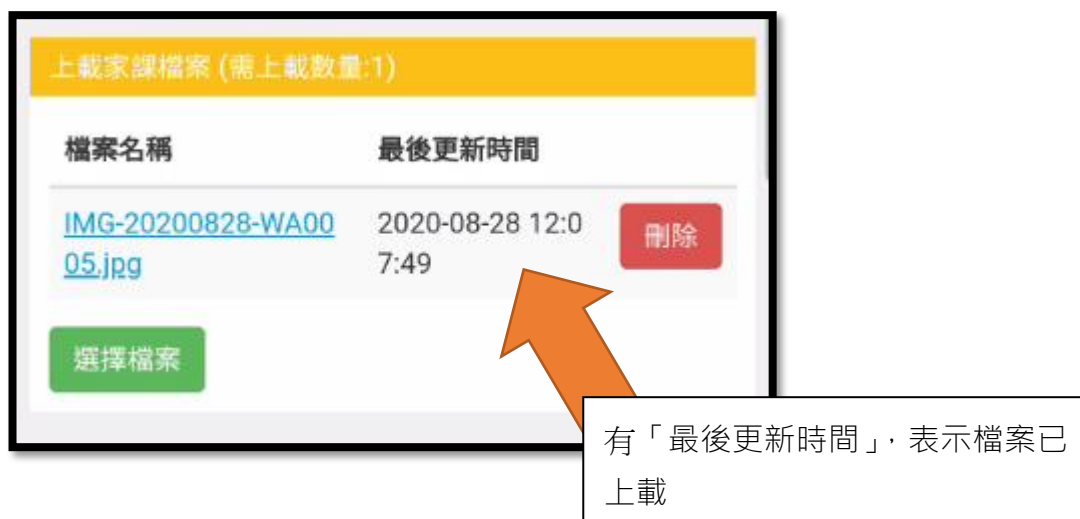 上載家課檔案 (需上載數量:1)
檔案名稱 最後更新時間
IMG-20200828-WA00 2020-08-28 12:0 刪除
05.jpg 7:49
選擇檔案
有「最後更新時間」，表示檔案已
上載